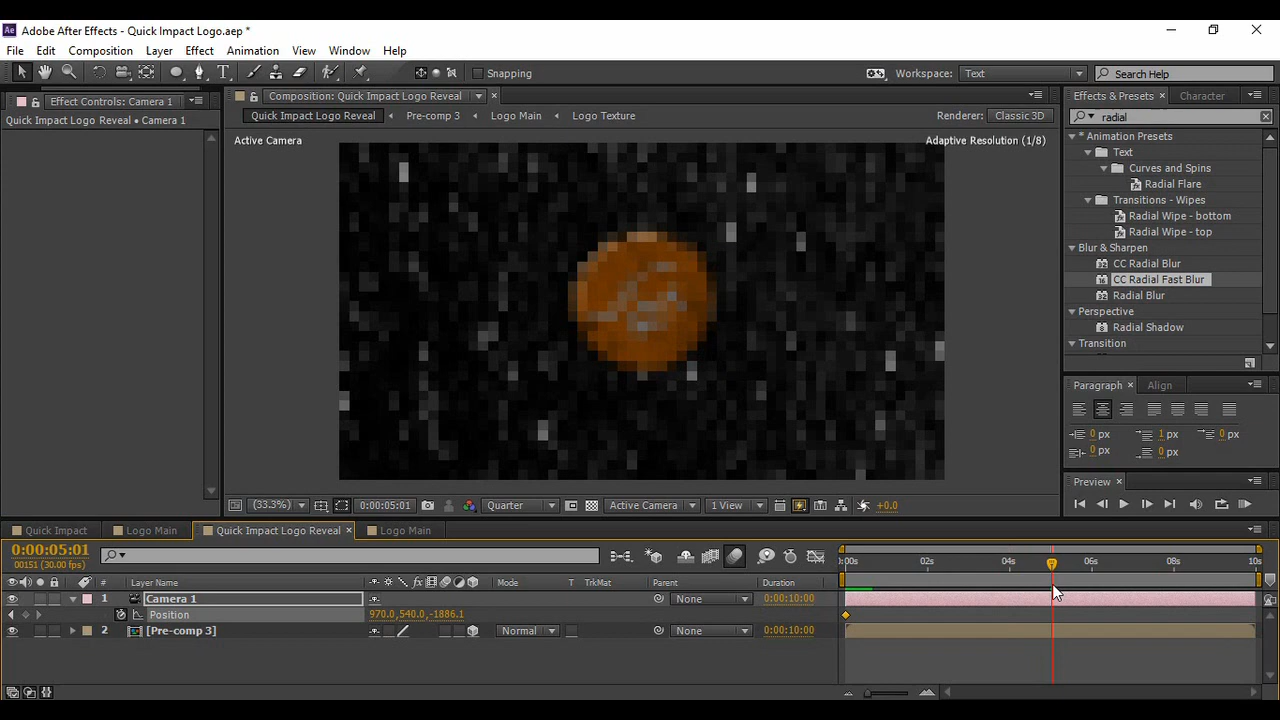 Adobe After Effects - Quick Impact Logo.aep *
File Edit Composition Layer Effect Animation View Window Help
Snapping
Workspace: Text
Search Help
Effect Controls: Camera 1
Composition: Quick Impact Logo Reveal
Effects & Presets Character
Quick Impact Logo Reveal • Camera 1
Quick Impact Logo Reveal Pre-comp 3 Logo Main Logo Texture
Renderer: Classic 3D
radial
Active Camera
Adaptive Resolution (1/8)
* Animation Presets
Text
Curves and Spins
Radial Flare
Transitions - Wipes
Radial Wipe - bottom
Radial Wipe - top
Blur & Sharpen
CC Radial Blur
CC Radial Fast Blur
Radial Blur
Perspective
Radial Shadow
Transition
Paragraph Align
0 px 1 px 0 px
0 px 0 px
Preview
(33.3%) 0:00:05:01 Quarter Active Camera 1 View +0.0
Quick Impact Logo Main Quick Impact Logo Reveal Logo Main
0:00:05:01
00151 (30.00 fps)
:00s 02s 04s 06s 08s 10s
# Layer Name Mode T TrkMat Parent Duration
1 Camera 1 None 0:00:10:00
Position 970.0,540.0,-1886.1
2 [Pre-comp 3] Normal None 0:00:10:00